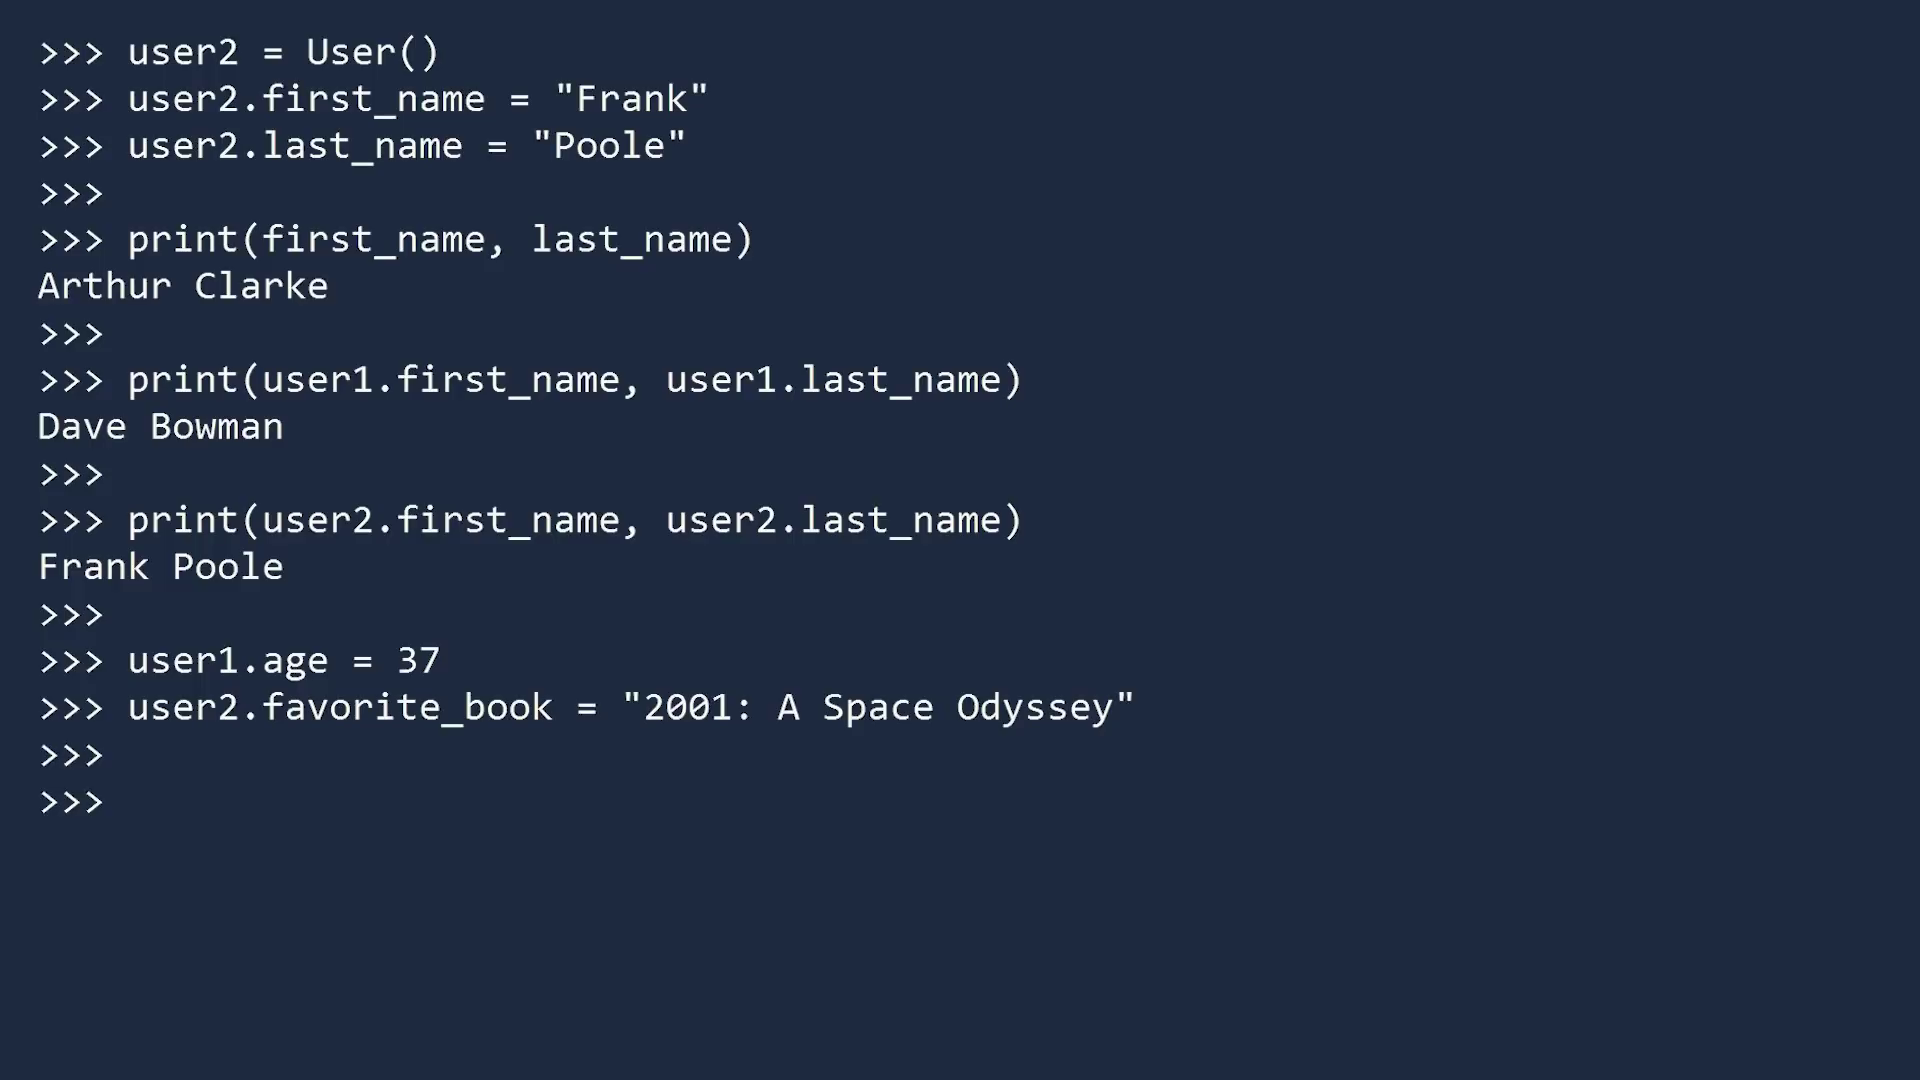 >>> user2 = User()
>>> user2.first_name = "Frank"
>>> user2.last_name = "Poole"
>>>
>>> print(first_name, last_name)
Arthur Clarke
>>>
>>> print(user1.first_name, user1.last_name)
Dave Bowman
>>>
>>> print(user2.first_name, user2.last_name)
Frank Poole
>>>
>>> user1.age = 37
>>> user2.favorite_book = "2001: A Space Odyssey"
>>>
>>>